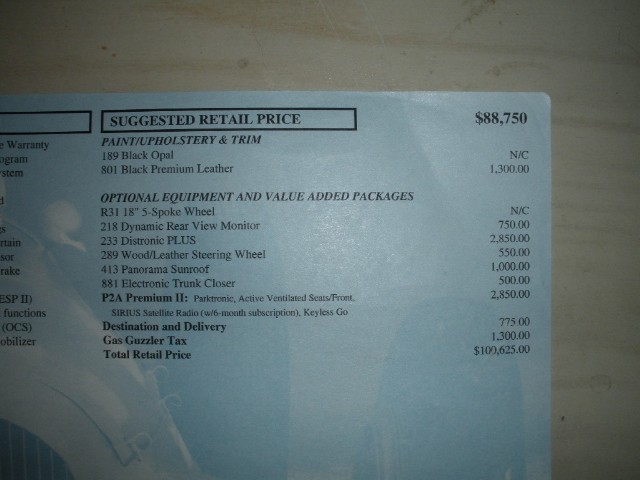 SUGGESTED RETAIL PRICE $88,750
e Warranty PAINT/UPHOLSTERY & TRIM
ogram 189 Black Opal N/C
stem 801 Black Premium Leather 1,300.00
d OPTIONAL EQUIPMENT AND VALUE ADDED PACKAGES
R31 18" 5-Spoke Wheel N/C
gs 218 Dynamic Rear View Monitor 750.00
rtain 233 Distronic PLUS 2,850.00
sor 289 Wood/Leather Steering Wheel 550.00
rake 413 Panorama Sunroof 1,000.00
881 Electronic Trunk Closer 500.00
ESP II) P2A Premium II: Parktronic, Active Ventilated Seats/Front, 2,850.00
functions SIRIUS Satellite Radio (w/6-month subscription), Keyless Go
(OCS) Destination and Delivery 775.00
obilizer Gas Guzzler Tax 1,300.00
Total Retail Price $109,625.00